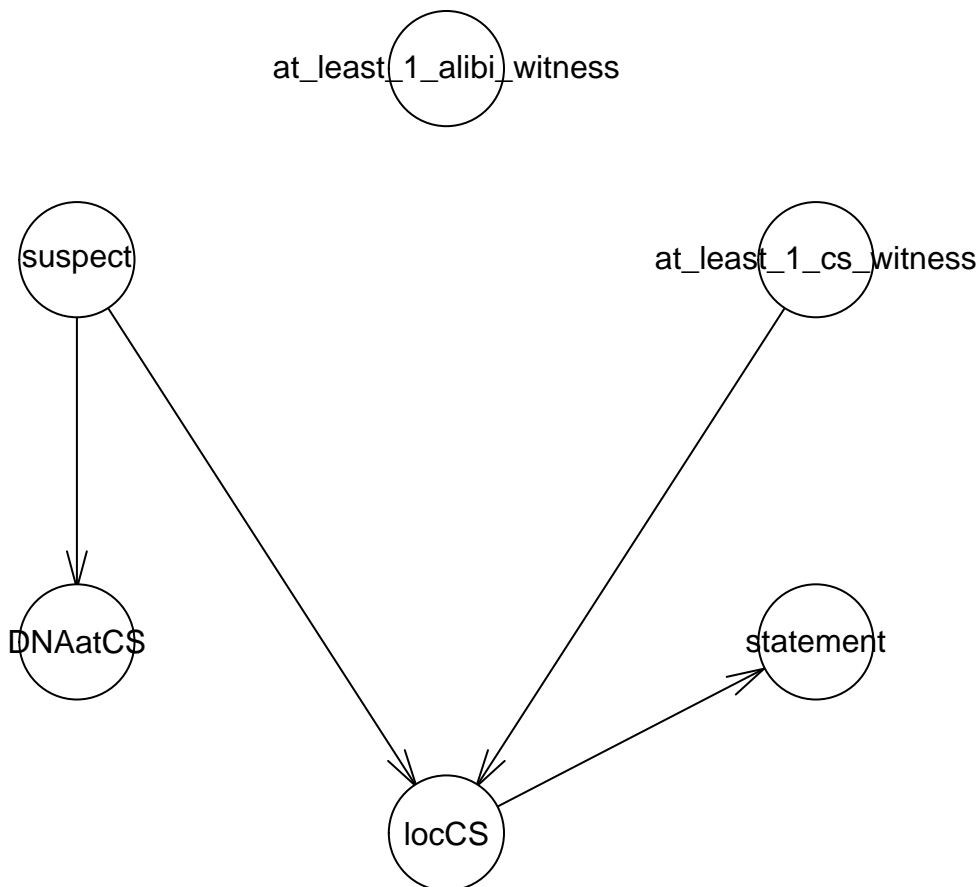 at_least_1_alibi_witness
suspect
at_least_1_cs_witness
DNAatCS
statement
locCS